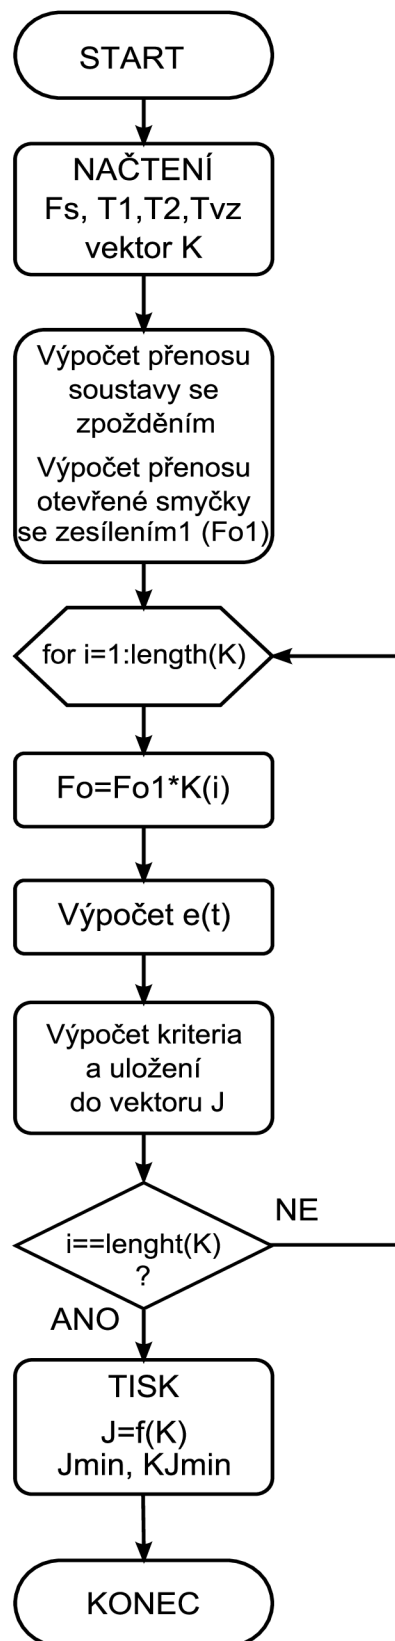 START
NAČTENÍ
Fs, T1,T2,Tvz
vektor K
Výpočet přenosu
soustavy se
zpožděním
Výpočet přenosu
otevřené smyčky
se zesílením1 (Fo1)
for i=1:length(K)
Fo=Fo1*K(i)
Výpočet e(t)
Výpočet kriteria
a uložení
do vektoru J
NE
i==lenght(K)
?
ANO
TISK
J=f(K)
Jmin, KJmin
KONEC